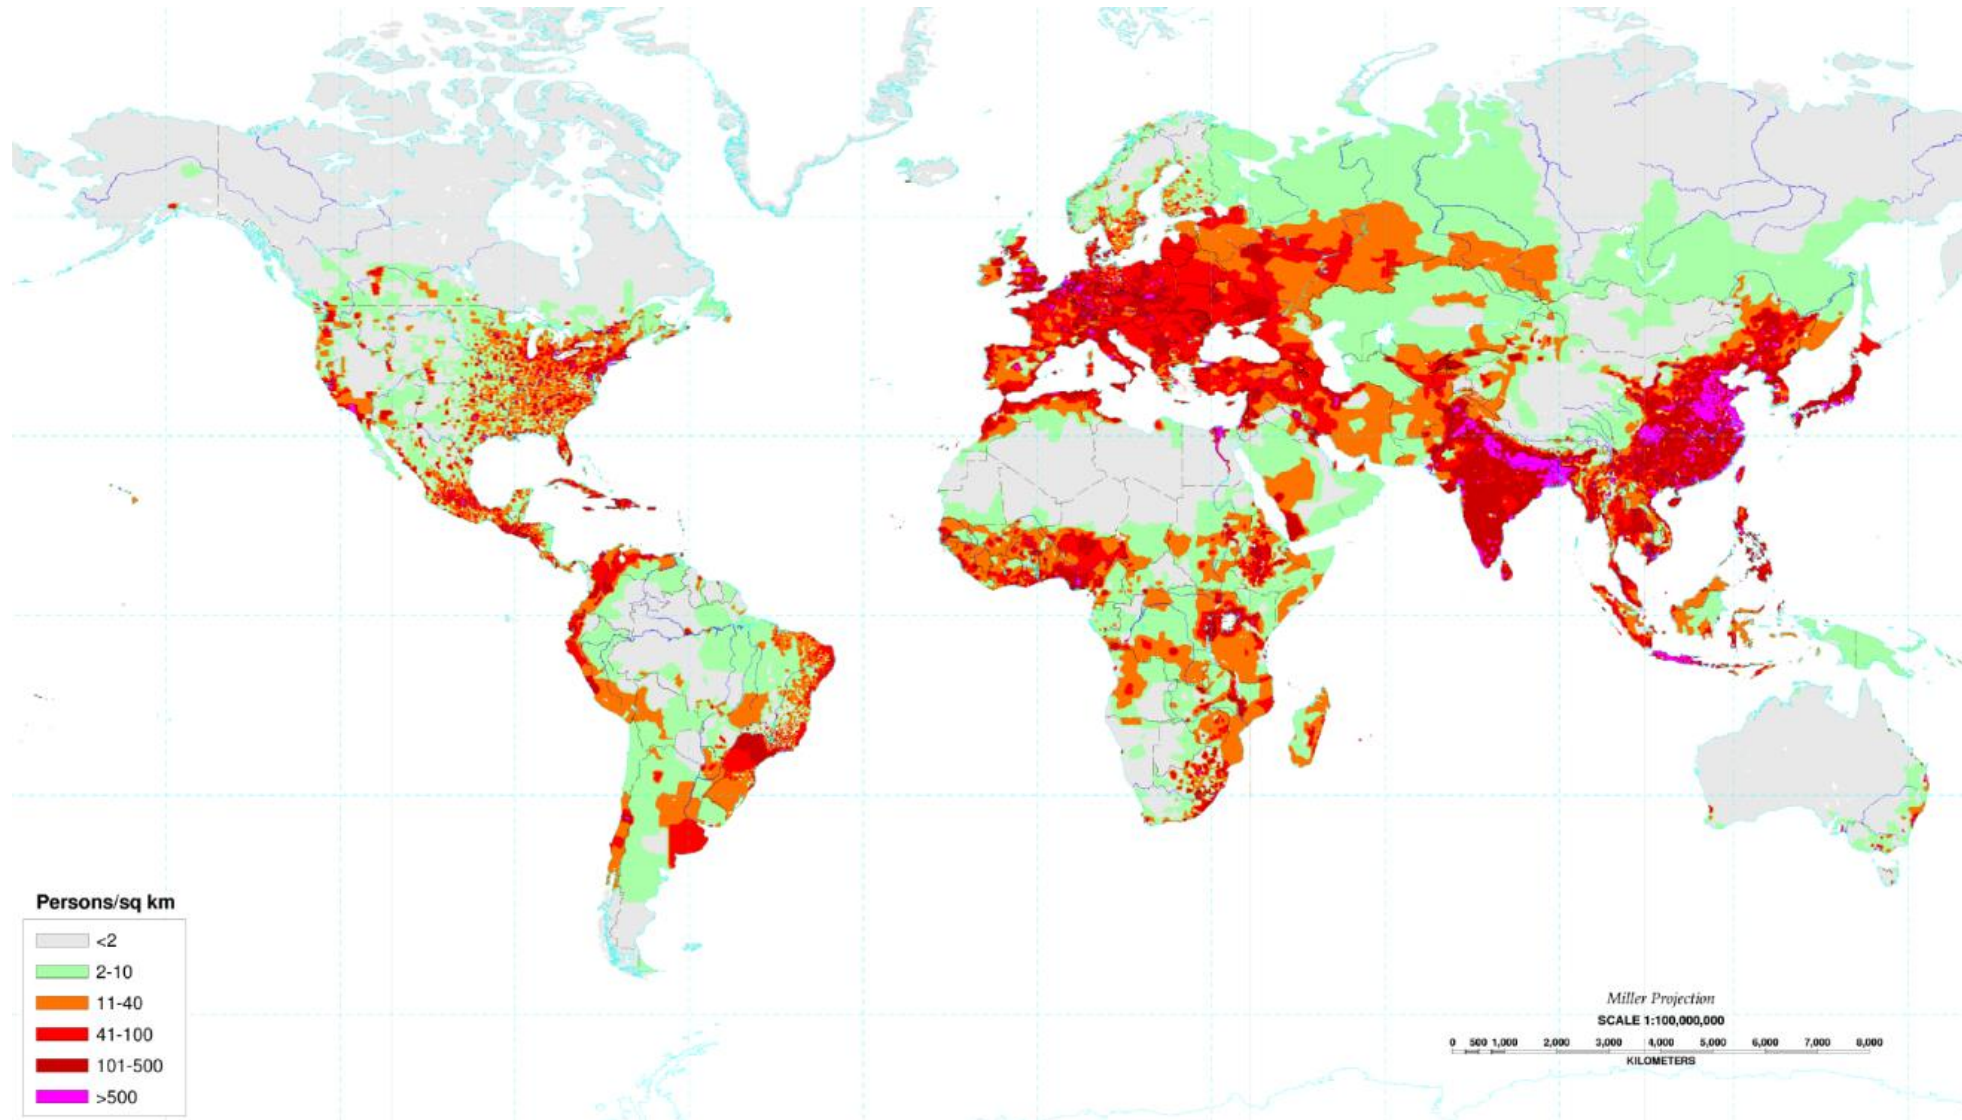 Persons/sq km
<2
2-10
11-40
41-100
101-500
>500
Miller Projection
SCALE 1:100,000,000
0 500 1,000 2,000 3,000 4,000 5,000 6,000 7,000 8,000
KILOMETERS